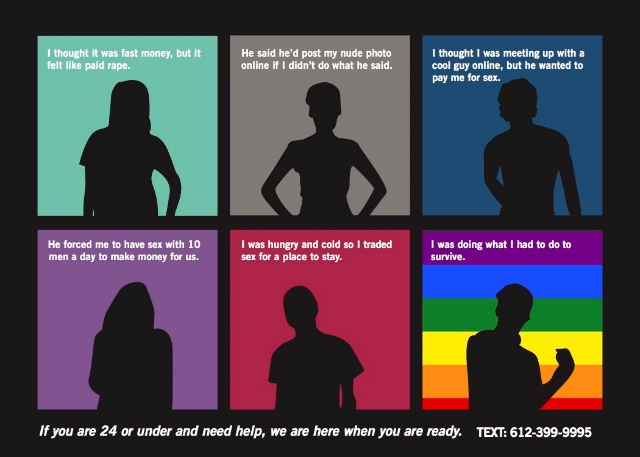 I thought it was fast money, but it
felt like paid rape.
He said he'd post my nude photo
online if I didn't do what he said.
I thought I was meeting up with a
cool guy online, but he wanted to
pay me for sex.
He forced me to have sex with 10
men a day to make money for us.
I was hungry and cold so I traded
sex for a place to stay.
I was doing what I had to do to
survive.
If you are 24 or under and need help, we are here when you are ready. TEXT: 612-399-9995